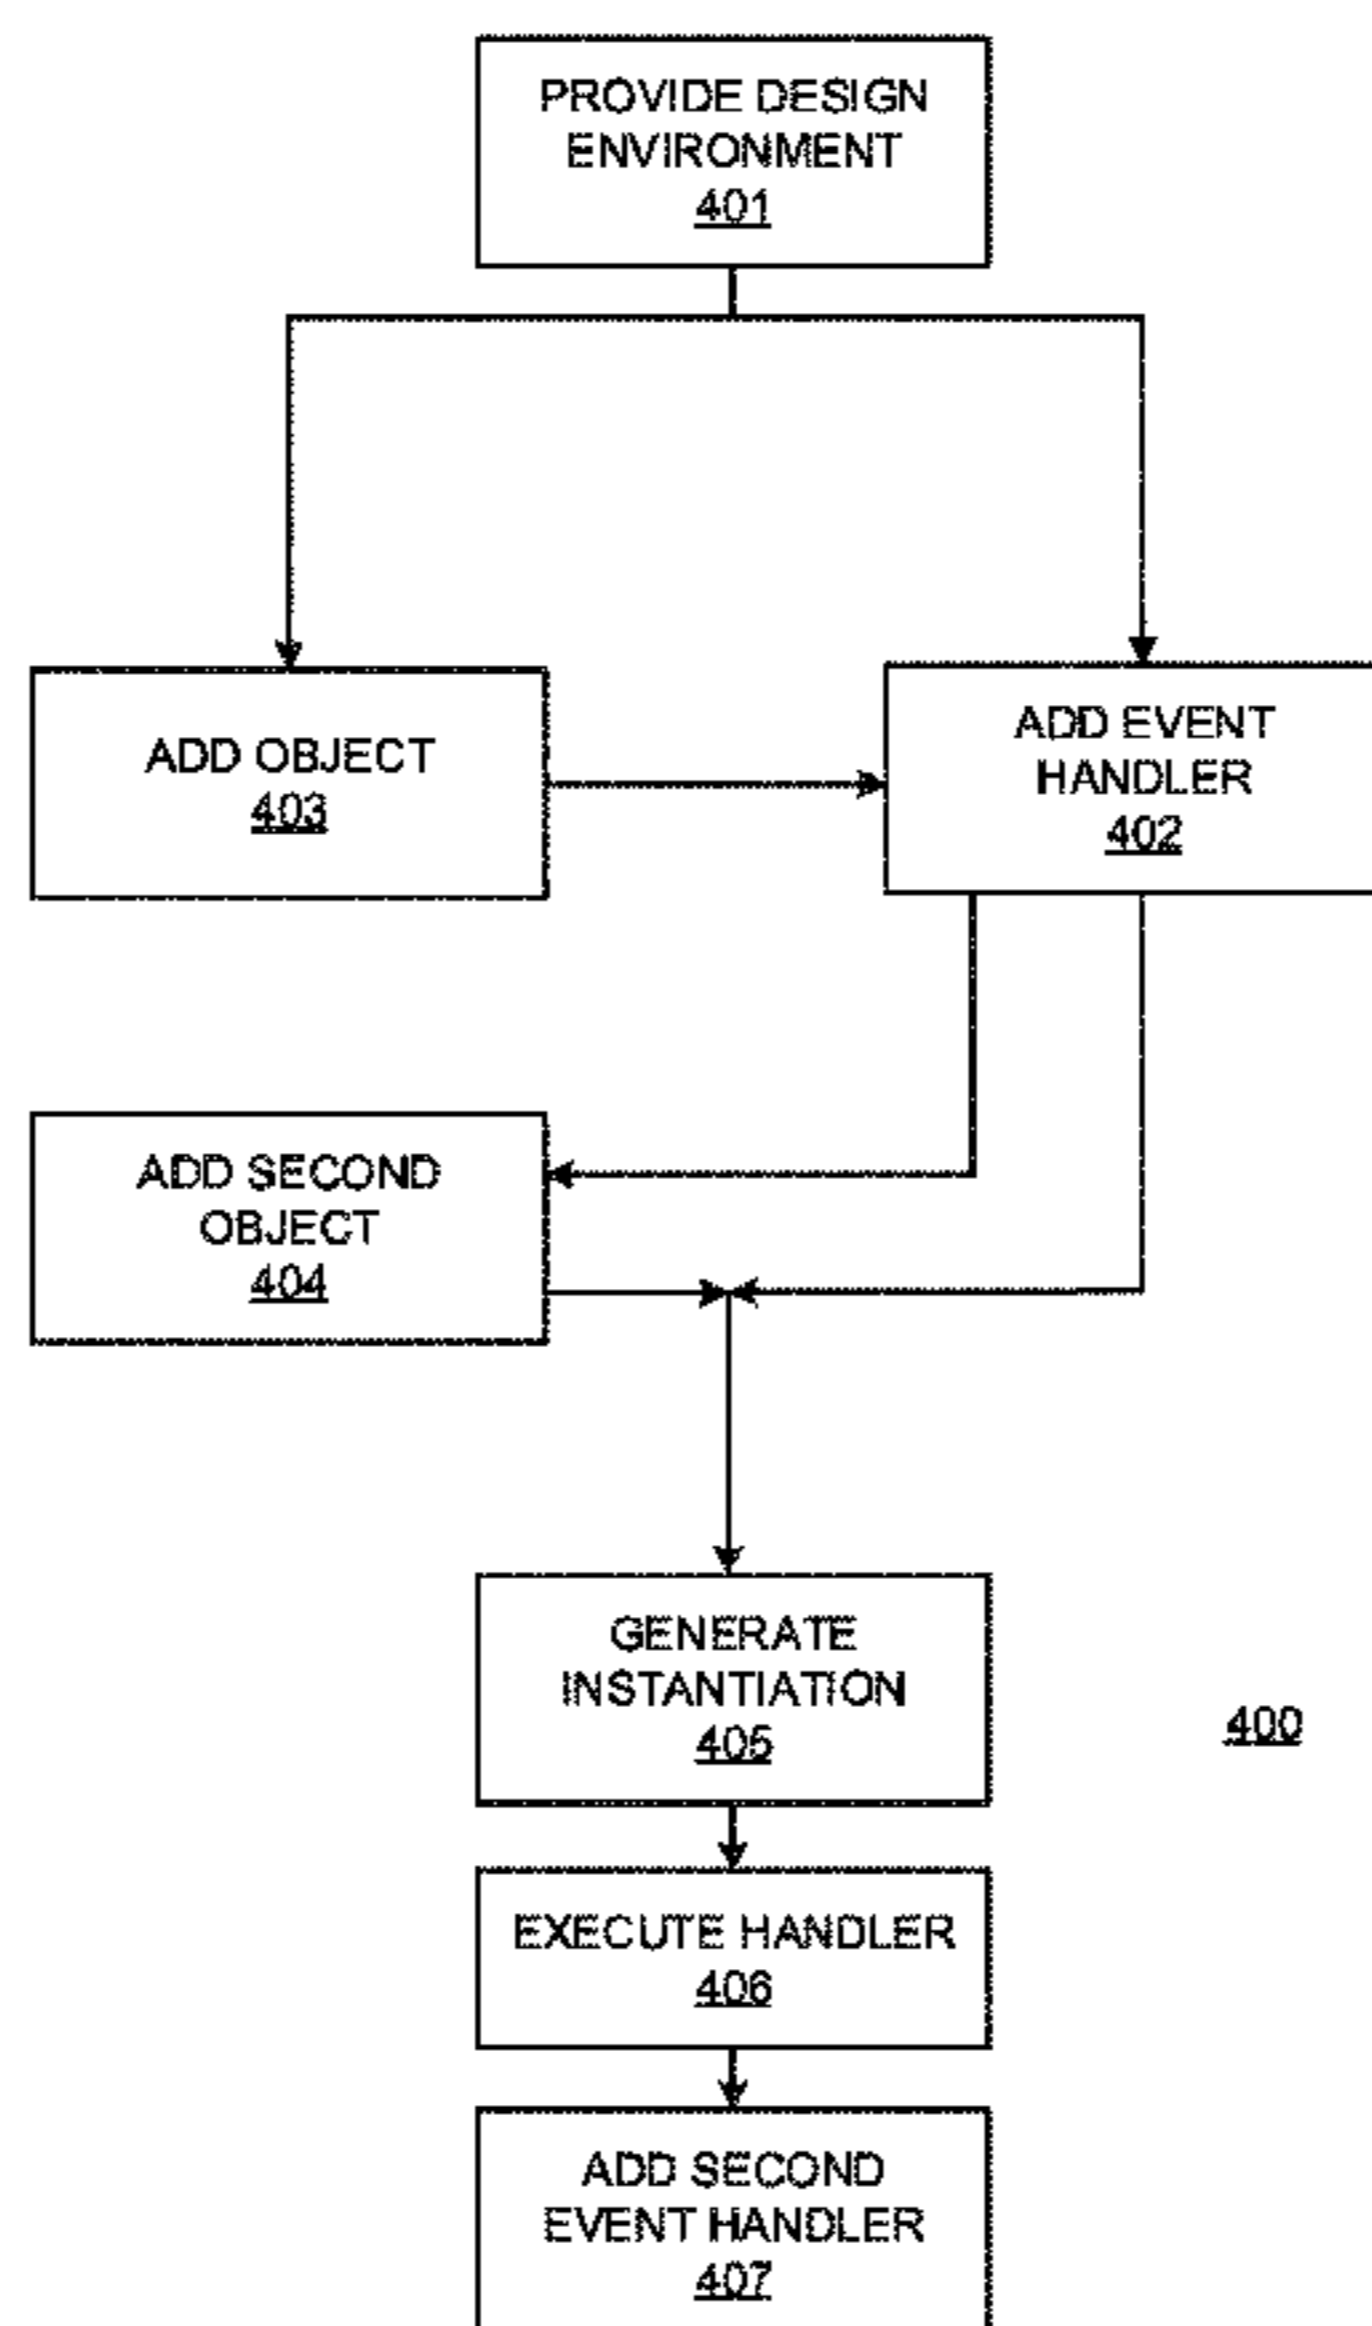 PROVIDE DESIGN
ENVIRONMENT
401
ADD OBJECT
403
ADD EVENT
HANDLER
402
ADD SECOND
OBJECT
404
GENERATE
INSTANTIATION
405
400
EXECUTE HANDLER
406
ADD SECOND
EVENT HANDLER
407